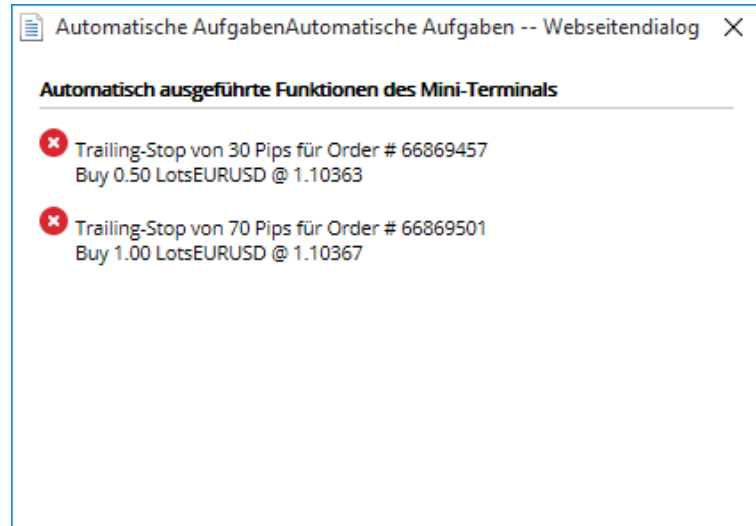 Automatische AufgabenAutomatische Aufgaben -- Webseitendialog
Automatisch ausgeführte Funktionen des Mini-Terminals
Trailing-Stop von 30 Pips für Order # 66869457
Buy 0.50 LotsEURUSD @ 1.10363
Trailing-Stop von 70 Pips für Order # 66869501
Buy 1.00 LotsEURUSD @ 1.10367